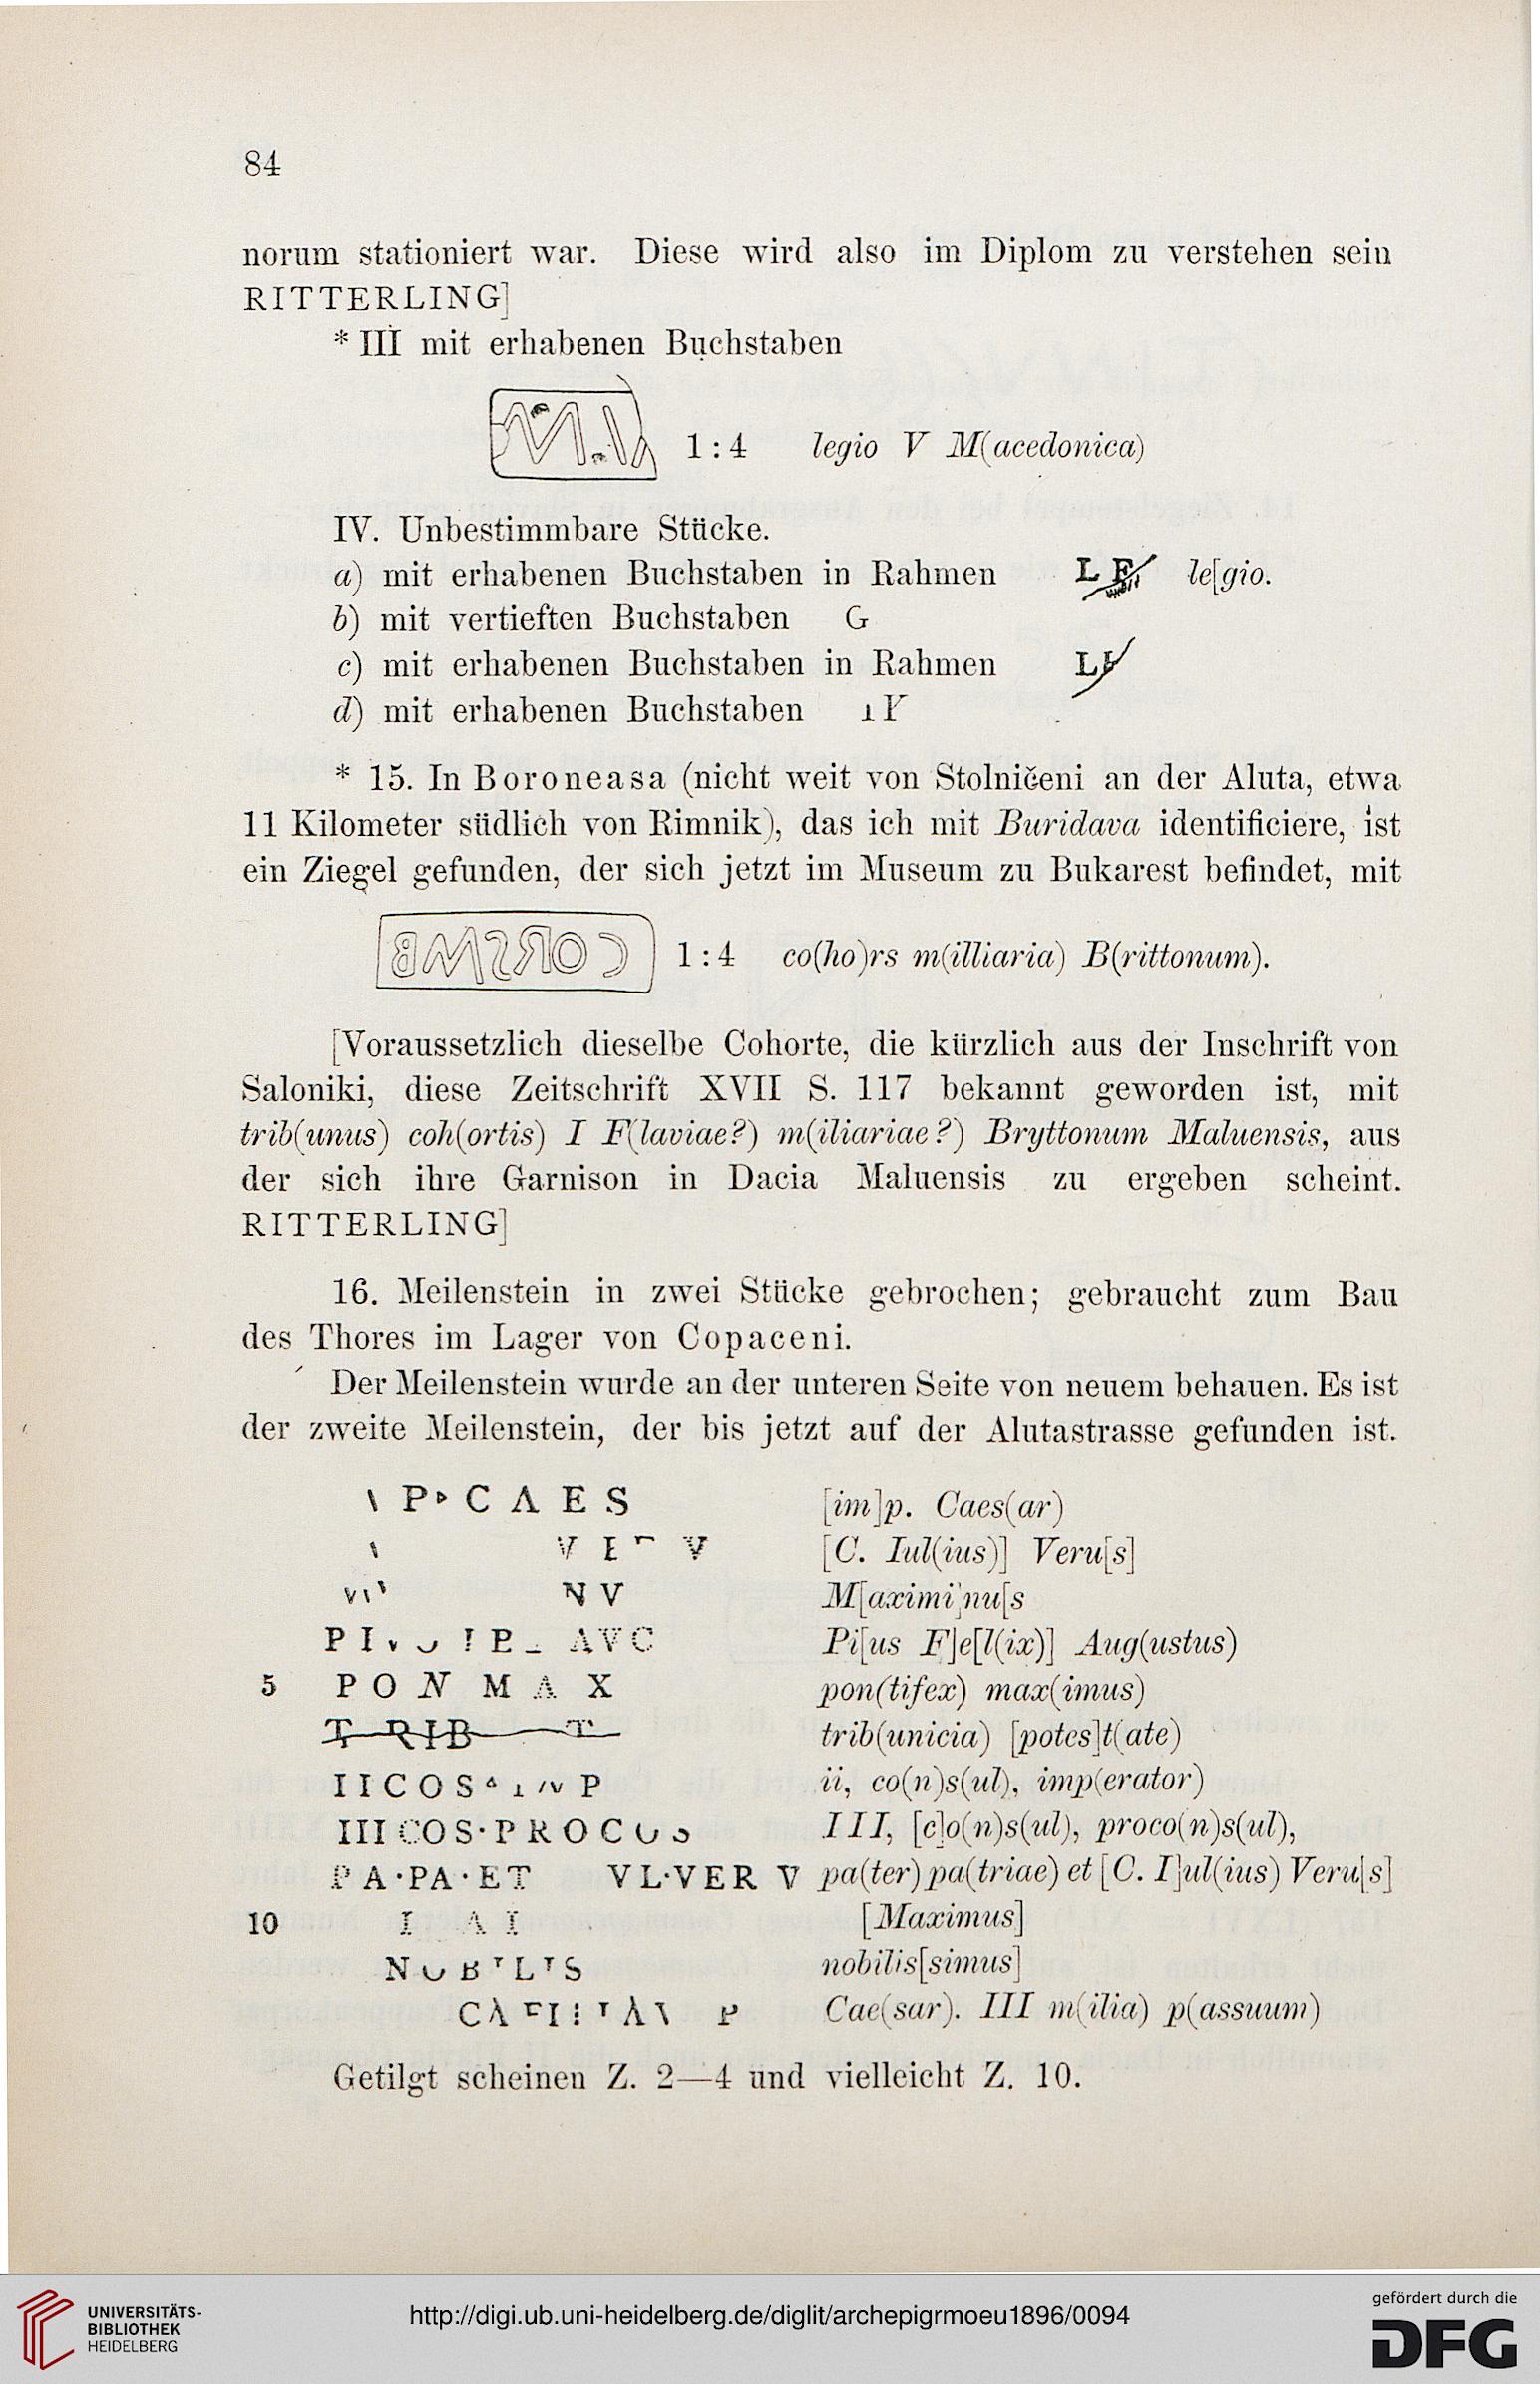 84
norum stationiert war. Diese wird also im Diplom zu verstehen sein
RITTERLING]
* III mit erhabenen Buchstaben
1:4 legio V M(acedonica)
IV. Unbestimmbare Stücke.
a) mit erhabenen Buchstaben in Rahmen L E le[gio.
b) mit vertieften Buchstaben G
c) mit erhabenen Buchstaben in Rahmen L
d) mit erhabenen Buchstaben
* 15. In Boroneasa (nicht weit von Stolničeni an der Aluta, etwa
11 Kilometer südlich von Rimnik), das ich mit Buridava identificiere, ist
ein Ziegel gefunden, der sich jetzt im Museum zu Bukarest befindet, mit
CORSMB 1:4 co(ho)rs m(illiaria) B(rittonum).
[Voraussetzlich dieselbe Cohorte, die kürzlich aus der Inschrift von
Saloniki, diese Zeitschrift XVII S. 117 bekannt geworden ist, mit
trib(unus) coh(ortis) I F(laviae?) m(iliariae?) Bryttonum Maluensis, aus
der sich ihre Garnison in Dacia Maluensis zu ergeben scheint.
RITTERLING]
16. Meilenstein in zwei Stücke gebrochen; gebraucht zum Bau
des Thores im Lager von Copaceni.
Der Meilenstein wurde an der unteren Seite von neuem behauen. Es ist
der zweite Meilenstein, der bis jetzt auf der Alutastrasse gefunden ist.
P▹CΛES [im]p. Caes(ar)
V E V [C. Iul(ius)] Veru[s]
NV M[aximi]nu[s
PI AVC Pi[us F]e[l(ix)] Aug(ustus)
5 PON MAX pon(tifex) max(imus)
TRIB T trib(unicia) [potes]t(ate)
IICOS P ii, co(n)s(ul), imp(erator)
III COS·PROC III, [c]o(n)s(ul), proco(n)s(ul),
PA·PA·ET VL·VER V pa(ter) pa(triae) et [C. I]ul(ius) Veru[s]
10 I A I [Maximus]
N B L S nobilis[simus]
CA Cae(sar). III m(ilia) p(assuum)
Getilgt scheinen Z. 2—4 und vielleicht Z. 10.
UNIVERSITÄTS-
BIBLIOTHEK
HEIDELBERG
http://digi.ub.uni-heidelberg.de/diglit/archepigrmoeu1896/0094
gefördert durch die
DFG